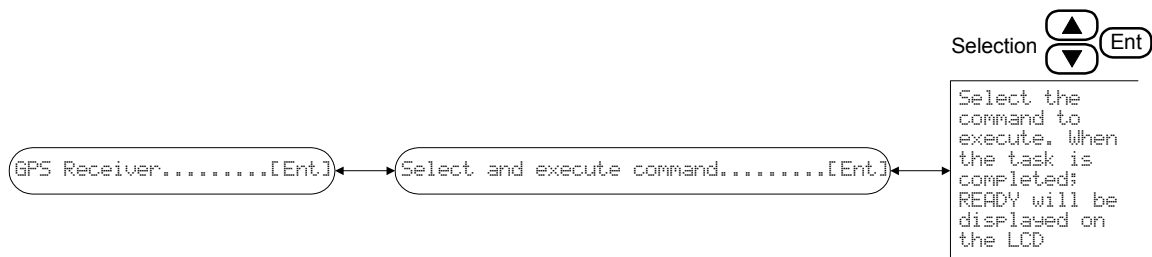 Selection
Ent
GPS Receiver.........[Ent]
Select and execute command.........[Ent]
Select the
command to
execute. When
the task is
completed;
READY will be
displayed on
the LCD